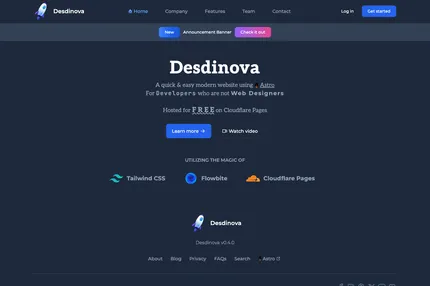 Desdinova
Home Company Features Team Contact
Log in Get started
New Announcement Banner Check it out
Desdinova
A quick & easy modern website using Astro
For Developers who are not Web Designers
Hosted for FREE on Cloudflare Pages
Learn more → Watch video
UTILIZING THE MAGIC OF
Tailwind CSS Flowbite Cloudflare Pages
Desdinova
Desdinova v0.4.0
About Blog Privacy FAQs Search Astro